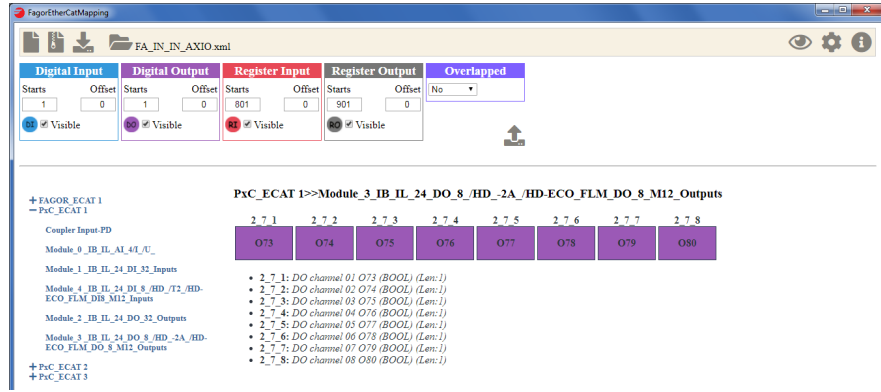 FagorEtherCatMapping
FA_IN_IN_AXIO.xml
Digital Input Digital Output Register Input Register Output Overlapped
Starts Offset Starts Offset Starts Offset Starts Offset No
1 0 1 0 801 0 901 0
DI Visible DO Visible RI Visible RO Visible
PxC_ECAT 1>>Module_3_IB_IL_24_DO_8_/HD_-2A_/HD-ECO_FLM_DO_8_M12_Outputs
+ FAGOR_ECAT 1
− PxC_ECAT 1
Coupler Input-PD
Module_0 _IB_IL_AI_4/I_/U_
Module_1 _IB_IL_24_DI_32_Inputs
Module_4 _IB_IL_24_DI_8_/HD_/T2_/HD-
ECO_FLM_DI8_M12_Inputs
Module_2 _IB_IL_24_DO_32_Outputs
Module_3 _IB_IL_24_DO_8_/HD_-2A_/HD-
ECO_FLM_DO_8_M12_Outputs
+ PxC_ECAT 2
+ PxC_ECAT 3
2_7_1 2_7_2 2_7_3 2_7_4 2_7_5 2_7_6 2_7_7 2_7_8
O73 O74 O75 O76 O77 O78 O79 O80
• 2_7_1: DO channel 01 O73 (BOOL) (Len:1)
• 2_7_2: DO channel 02 O74 (BOOL) (Len:1)
• 2_7_3: DO channel 03 O75 (BOOL) (Len:1)
• 2_7_4: DO channel 04 O76 (BOOL) (Len:1)
• 2_7_5: DO channel 05 O77 (BOOL) (Len:1)
• 2_7_6: DO channel 06 O78 (BOOL) (Len:1)
• 2_7_7: DO channel 07 O79 (BOOL) (Len:1)
• 2_7_8: DO channel 08 O80 (BOOL) (Len:1)